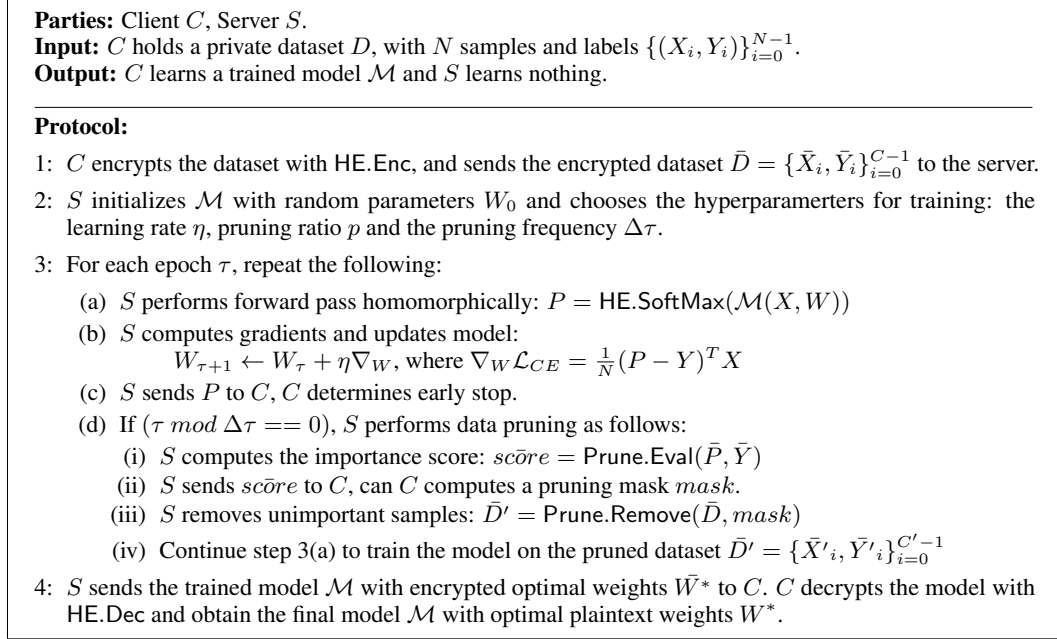 Parties: Client C, Server S.
Input: C holds a private dataset D, with N samples and labels {(X_i, Y_i)}_{i=0}^{N−1}.
Output: C learns a trained model M and S learns nothing.
Protocol:
1: C encrypts the dataset with HE.Enc, and sends the encrypted dataset D̄ = {X̄_i, Ȳ_i}_{i=0}^{C−1} to the server.
2: S initializes M with random parameters W_0 and chooses the hyperparamerters for training: the
learning rate η, pruning ratio p and the pruning frequency Δτ.
3: For each epoch τ, repeat the following:
(a) S performs forward pass homomorphically: P = HE.SoftMax(M(X, W))
(b) S computes gradients and updates model:
W_{τ+1} ← W_τ + η∇_W, where ∇_W L_{CE} = \frac{1}{N}(P − Y)^T X
(c) S sends P to C, C determines early stop.
(d) If (τ mod Δτ == 0), S performs data pruning as follows:
(i) S computes the importance score: scōre = Prune.Eval(P̄, Ȳ)
(ii) S sends scōre to C, can C computes a pruning mask mask.
(iii) S removes unimportant samples: D̄′ = Prune.Remove(D̄, mask)
(iv) Continue step 3(a) to train the model on the pruned dataset D̄′ = {X̄′_i, Ȳ′_i}_{i=0}^{C′−1}
4: S sends the trained model M with encrypted optimal weights W̄* to C. C decrypts the model with
HE.Dec and obtain the final model M with optimal plaintext weights W*.